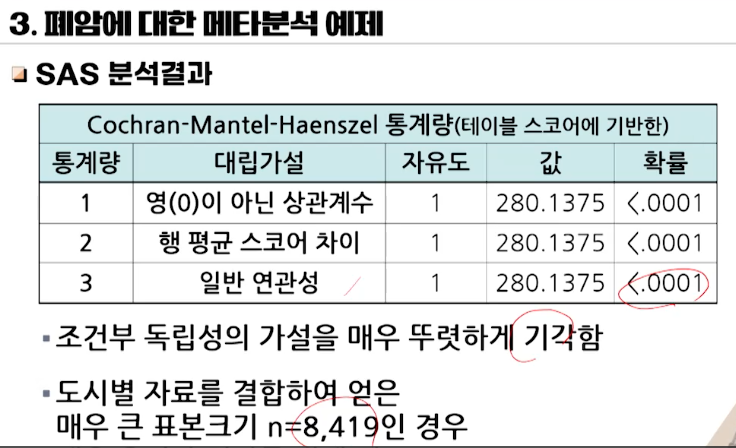 3. 폐암에 대한 메타분석 예제
SAS 분석결과
Cochran-Mantel-Haenszel 통계량(테이블 스코어에 기반한)
통계량 대립가설 자유도 값 확률
1 영(0)이 아닌 상관계수 1 280.1375 <.0001
2 행 평균 스코어 차이 1 280.1375 <.0001
3 일반 연관성 1 280.1375 <.0001
조건부 독립성의 가설을 매우 뚜렷하게 기각함
도시별 자료를 결합하여 얻은
매우 큰 표본크기 n=8,419인 경우